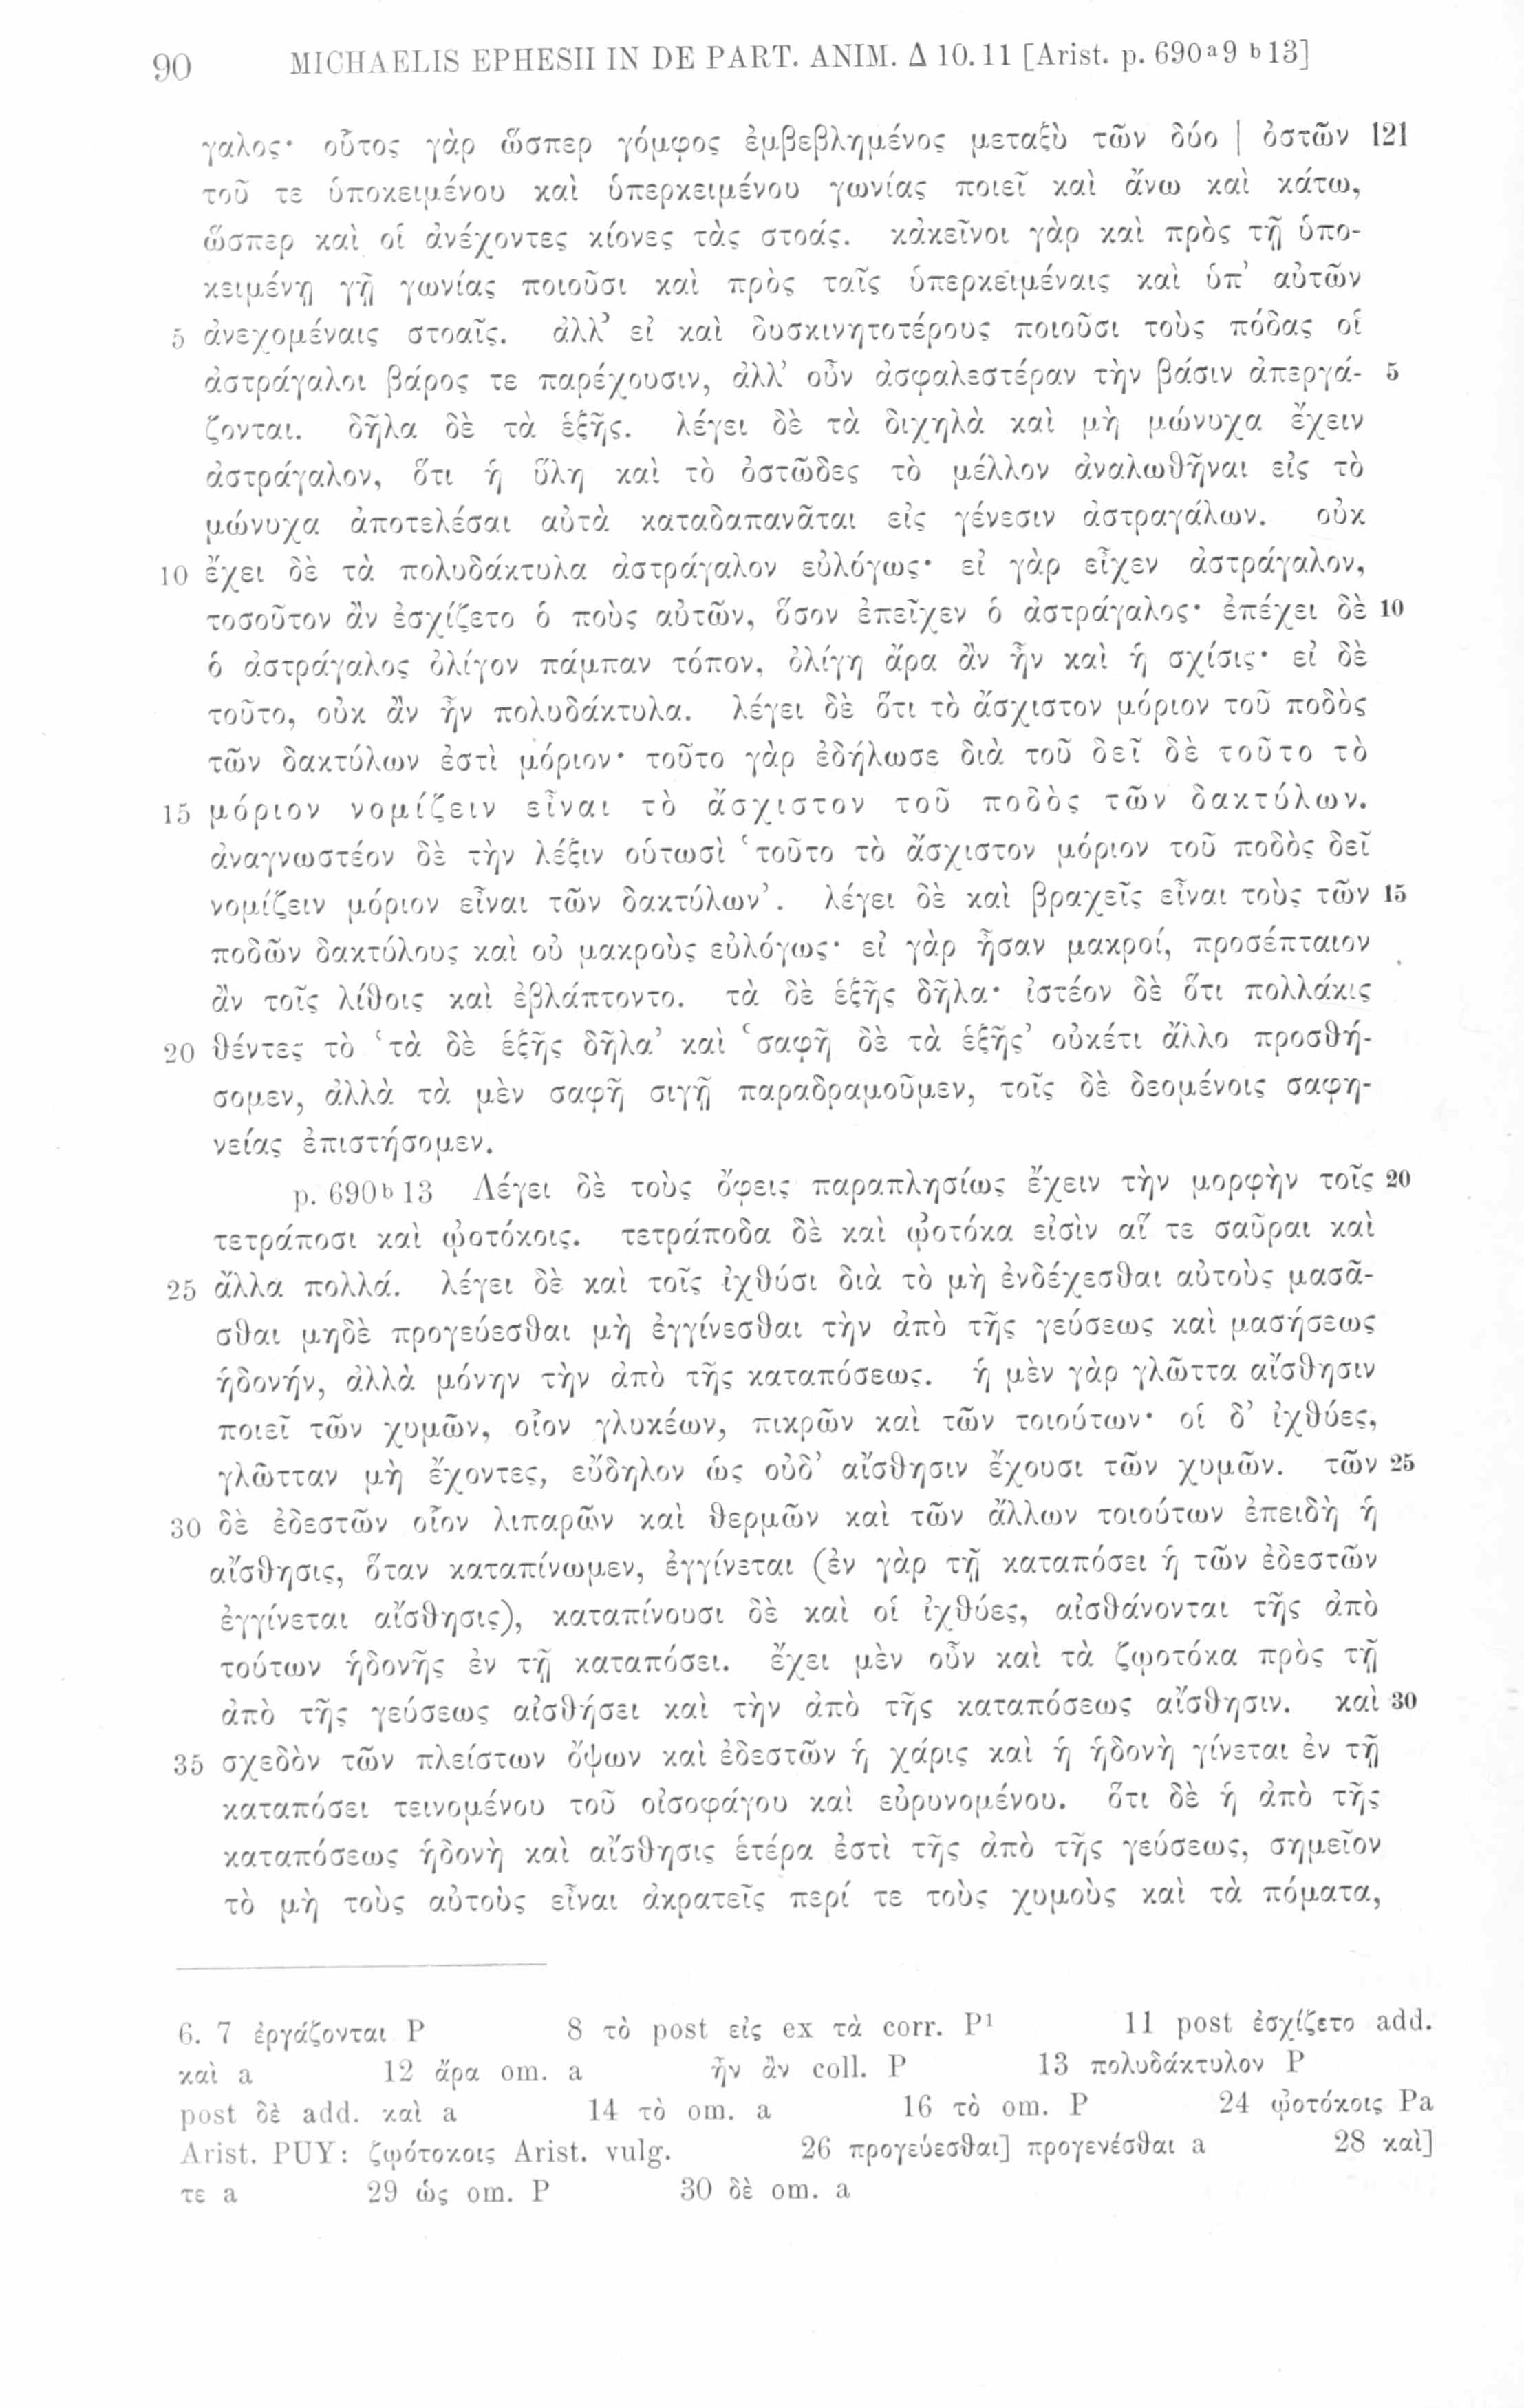 90 MICHAELIS EPHESII IN DE PART. ANIM. Δ 10.11 [Arist. p. 690ᵃ9 ᵇ13]
γαλος· οὗτος γὰρ ὥσπερ γόμφος ἐμβεβλημένος μεταξὺ τῶν δύο | ὀστῶν 121
τοῦ τε ὑποκειμένου καὶ ὑπερκειμένου γωνίας ποιεῖ καὶ ἄνω καὶ κάτω,
ὥσπερ καὶ οἱ ἀνέχοντες κίονες τὰς στοάς. κἀκεῖνοι γὰρ καὶ πρὸς τῇ ὑπο-
κειμένῃ γῇ γωνίας ποιοῦσι καὶ πρὸς ταῖς ὑπερκειμέναις καὶ ὑπ’ αὐτῶν
5 ἀνεχομέναις στοαῖς. ἀλλ’ εἰ καὶ δυσκινητοτέρους ποιοῦσι τοὺς πόδας οἱ
ἀστράγαλοι βάρος τε παρέχουσιν, ἀλλ’ οὖν ἀσφαλεστέραν τὴν βάσιν ἀπεργά- 5
ζονται. δῆλα δὲ τὰ ἑξῆς. λέγει δὲ τὰ διχηλὰ καὶ μὴ μώνυχα ἔχειν
ἀστράγαλον, ὅτι ἡ ὕλη καὶ τὸ ὀστῶδες τὸ μέλλον ἀναλωθῆναι εἰς τὸ
μώνυχα ἀποτελέσαι αὐτὰ καταδαπανᾶται εἰς γένεσιν ἀστραγάλων. οὐκ
10 ἔχει δὲ τὰ πολυδάκτυλα ἀστράγαλον εὐλόγως· εἰ γὰρ εἶχεν ἀστράγαλον,
τοσοῦτον ἂν ἐσχίζετο ὁ ποὺς αὐτῶν, ὅσον ἐπεῖχεν ὁ ἀστράγαλος· ἐπέχει δὲ 10
ὁ ἀστράγαλος ὀλίγον πάμπαν τόπον, ὀλίγη ἄρα ἂν ἦν καὶ ἡ σχίσις· εἰ δὲ
τοῦτο, οὐκ ἂν ἦν πολυδάκτυλα. λέγει δὲ ὅτι τὸ ἄσχιστον μόριον τοῦ ποδὸς
τῶν δακτύλων ἐστὶ μόριον· τοῦτο γὰρ ἐδήλωσε διὰ τοῦ δεῖ δὲ τοῦτο τὸ
15 μόριον νομίζειν εἶναι τὸ ἄσχιστον τοῦ ποδὸς τῶν δακτύλων.
ἀναγνωστέον δὲ τὴν λέξιν οὑτωσὶ ‘τοῦτο τὸ ἄσχιστον μόριον τοῦ ποδὸς δεῖ
νομίζειν μόριον εἶναι τῶν δακτύλων’. λέγει δὲ καὶ βραχεῖς εἶναι τοὺς τῶν 15
ποδῶν δακτύλους καὶ οὐ μακροὺς εὐλόγως· εἰ γὰρ ἦσαν μακροί, προσέπταιον
ἂν τοῖς λίθοις καὶ ἐβλάπτοντο. τὰ δὲ ἑξῆς δῆλα· ἰστέον δὲ ὅτι πολλάκις
20 θέντες τὸ ‘τὰ δὲ ἑξῆς δῆλα’ καὶ ‘σαφῆ δὲ τὰ ἑξῆς’ οὐκέτι ἄλλο προσθή-
σομεν, ἀλλὰ τὰ μὲν σαφῆ σιγῇ παραδραμοῦμεν, τοῖς δὲ δεομένοις σαφη-
νείας ἐπιστήσομεν.
p. 690ᵇ13 Λέγει δὲ τοὺς ὄφεις παραπλησίως ἔχειν τὴν μορφὴν τοῖς 20
τετράποσι καὶ ᾠοτόκοις. τετράποδα δὲ καὶ ᾠοτόκα εἰσὶν αἵ τε σαῦραι καὶ
25 ἄλλα πολλά. λέγει δὲ καὶ τοῖς ἰχθύσι διὰ τὸ μὴ ἐνδέχεσθαι αὐτοὺς μασᾶ-
σθαι μηδὲ προγεύεσθαι μὴ ἐγγίνεσθαι τὴν ἀπὸ τῆς γεύσεως καὶ μασήσεως
ἡδονήν, ἀλλὰ μόνην τὴν ἀπὸ τῆς καταπόσεως. ἡ μὲν γὰρ γλῶττα αἴσθησιν
ποιεῖ τῶν χυμῶν, οἷον γλυκέων, πικρῶν καὶ τῶν τοιούτων· οἱ δ’ ἰχθύες,
γλῶτταν μὴ ἔχοντες, εὔδηλον ὡς οὐδ’ αἴσθησιν ἔχουσι τῶν χυμῶν. τῶν 25
30 δὲ ἐδεστῶν οἷον λιπαρῶν καὶ θερμῶν καὶ τῶν ἄλλων τοιούτων ἐπειδὴ ἡ
αἴσθησις, ὅταν καταπίνωμεν, ἐγγίνεται (ἐν γὰρ τῇ καταπόσει ἡ τῶν ἐδεστῶν
ἐγγίνεται αἴσθησις), καταπίνουσι δὲ καὶ οἱ ἰχθύες, αἰσθάνονται τῆς ἀπὸ
τούτων ἡδονῆς ἐν τῇ καταπόσει. ἔχει μὲν οὖν καὶ τὰ ζῳοτόκα πρὸς τῇ
ἀπὸ τῆς γεύσεως αἰσθήσει καὶ τὴν ἀπὸ τῆς καταπόσεως αἴσθησιν. καὶ 30
35 σχεδὸν τῶν πλείστων ὄψων καὶ ἐδεστῶν ἡ χάρις καὶ ἡ ἡδονὴ γίνεται ἐν τῇ
καταπόσει τεινομένου τοῦ οἰσοφάγου καὶ εὐρυνομένου. ὅτι δὲ ἡ ἀπὸ τῆς
καταπόσεως ἡδονὴ καὶ αἴσθησις ἑτέρα ἐστὶ τῆς ἀπὸ τῆς γεύσεως, σημεῖον
τὸ μὴ τοὺς αὐτοὺς εἶναι ἀκρατεῖς περί τε τοὺς χυμοὺς καὶ τὰ πόματα,
6. 7 ἐργάζονται P 8 τὸ post εἰς ex τὰ corr. P¹ 11 post ἐσχίζετο add.
καὶ a 12 ἄρα om. a ἦν ἂν coll. P 13 πολυδάκτυλον P
post δὲ add. καὶ a 14 τὸ om. a 16 τὸ om. P 24 ᾠοτόκοις Pa
Arist. PUY: ζῳότοκοις Arist. vulg. 26 προγεύεσθαι] προγενέσθαι a 28 καὶ]
τε a 29 ὡς om. P 30 δὲ om. a